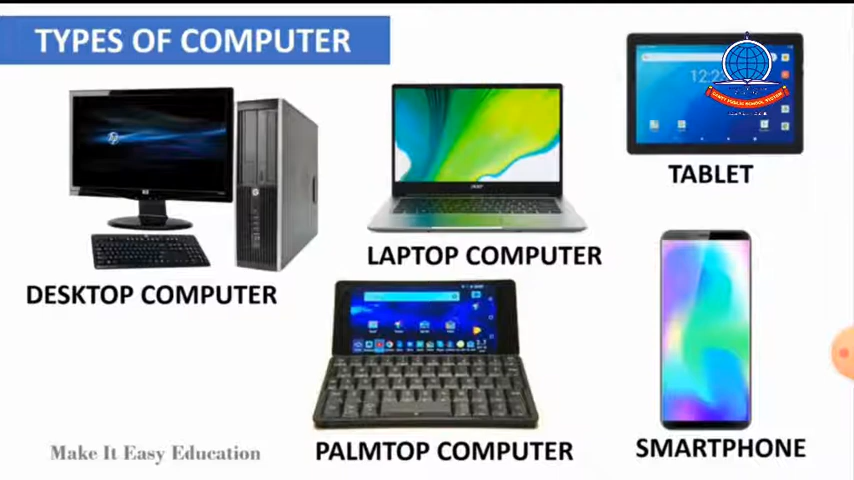 TYPES OF COMPUTER
TABLET
LAPTOP COMPUTER
DESKTOP COMPUTER
PALMTOP COMPUTER
SMARTPHONE
Make It Easy Education